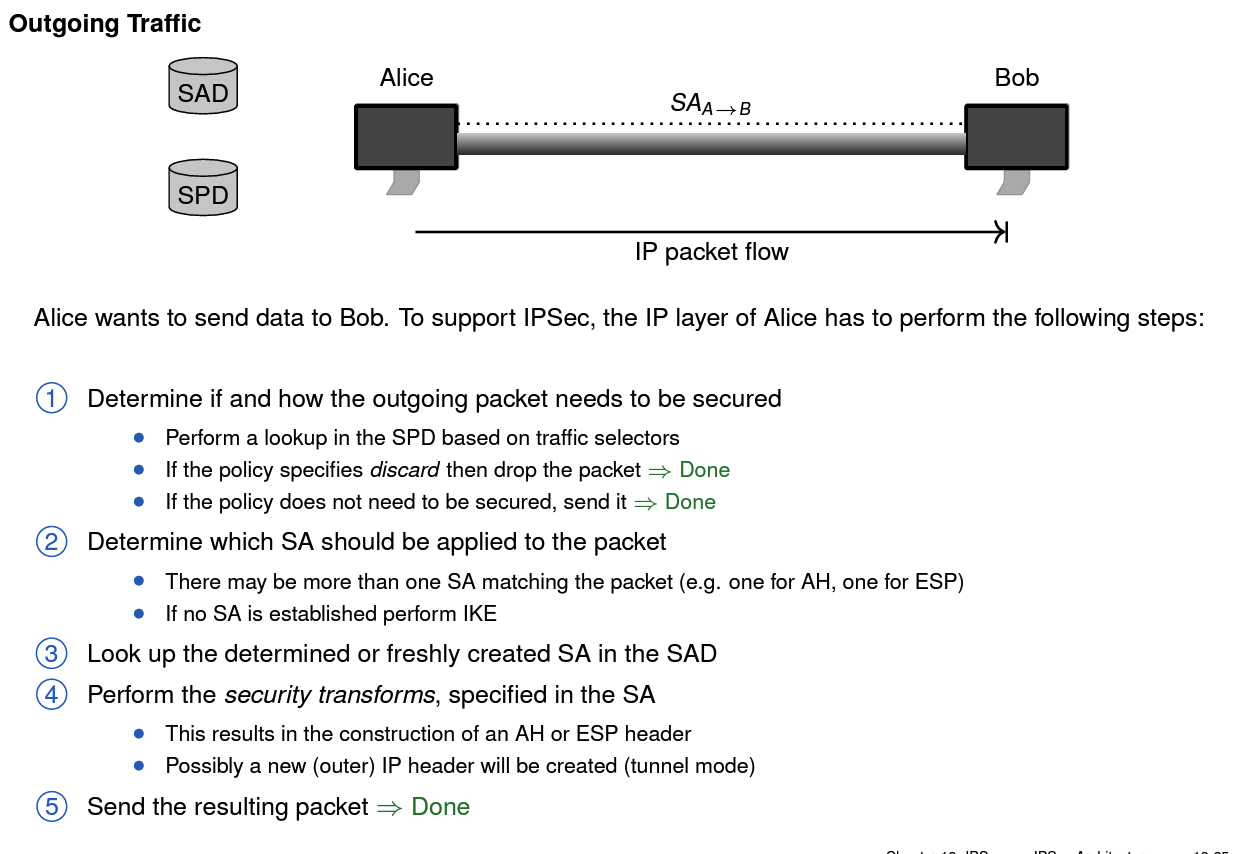 Outgoing Traffic
SAD
Alice
Bob
SA_{A→B}
SPD
IP packet flow
Alice wants to send data to Bob. To support IPSec, the IP layer of Alice has to perform the following steps:
1 Determine if and how the outgoing packet needs to be secured
• Perform a lookup in the SPD based on traffic selectors
• If the policy specifies discard then drop the packet ⇒ Done
• If the policy does not need to be secured, send it ⇒ Done
2 Determine which SA should be applied to the packet
• There may be more than one SA matching the packet (e.g. one for AH, one for ESP)
• If no SA is established perform IKE
3 Look up the determined or freshly created SA in the SAD
4 Perform the security transforms, specified in the SA
• This results in the construction of an AH or ESP header
• Possibly a new (outer) IP header will be created (tunnel mode)
5 Send the resulting packet ⇒ Done